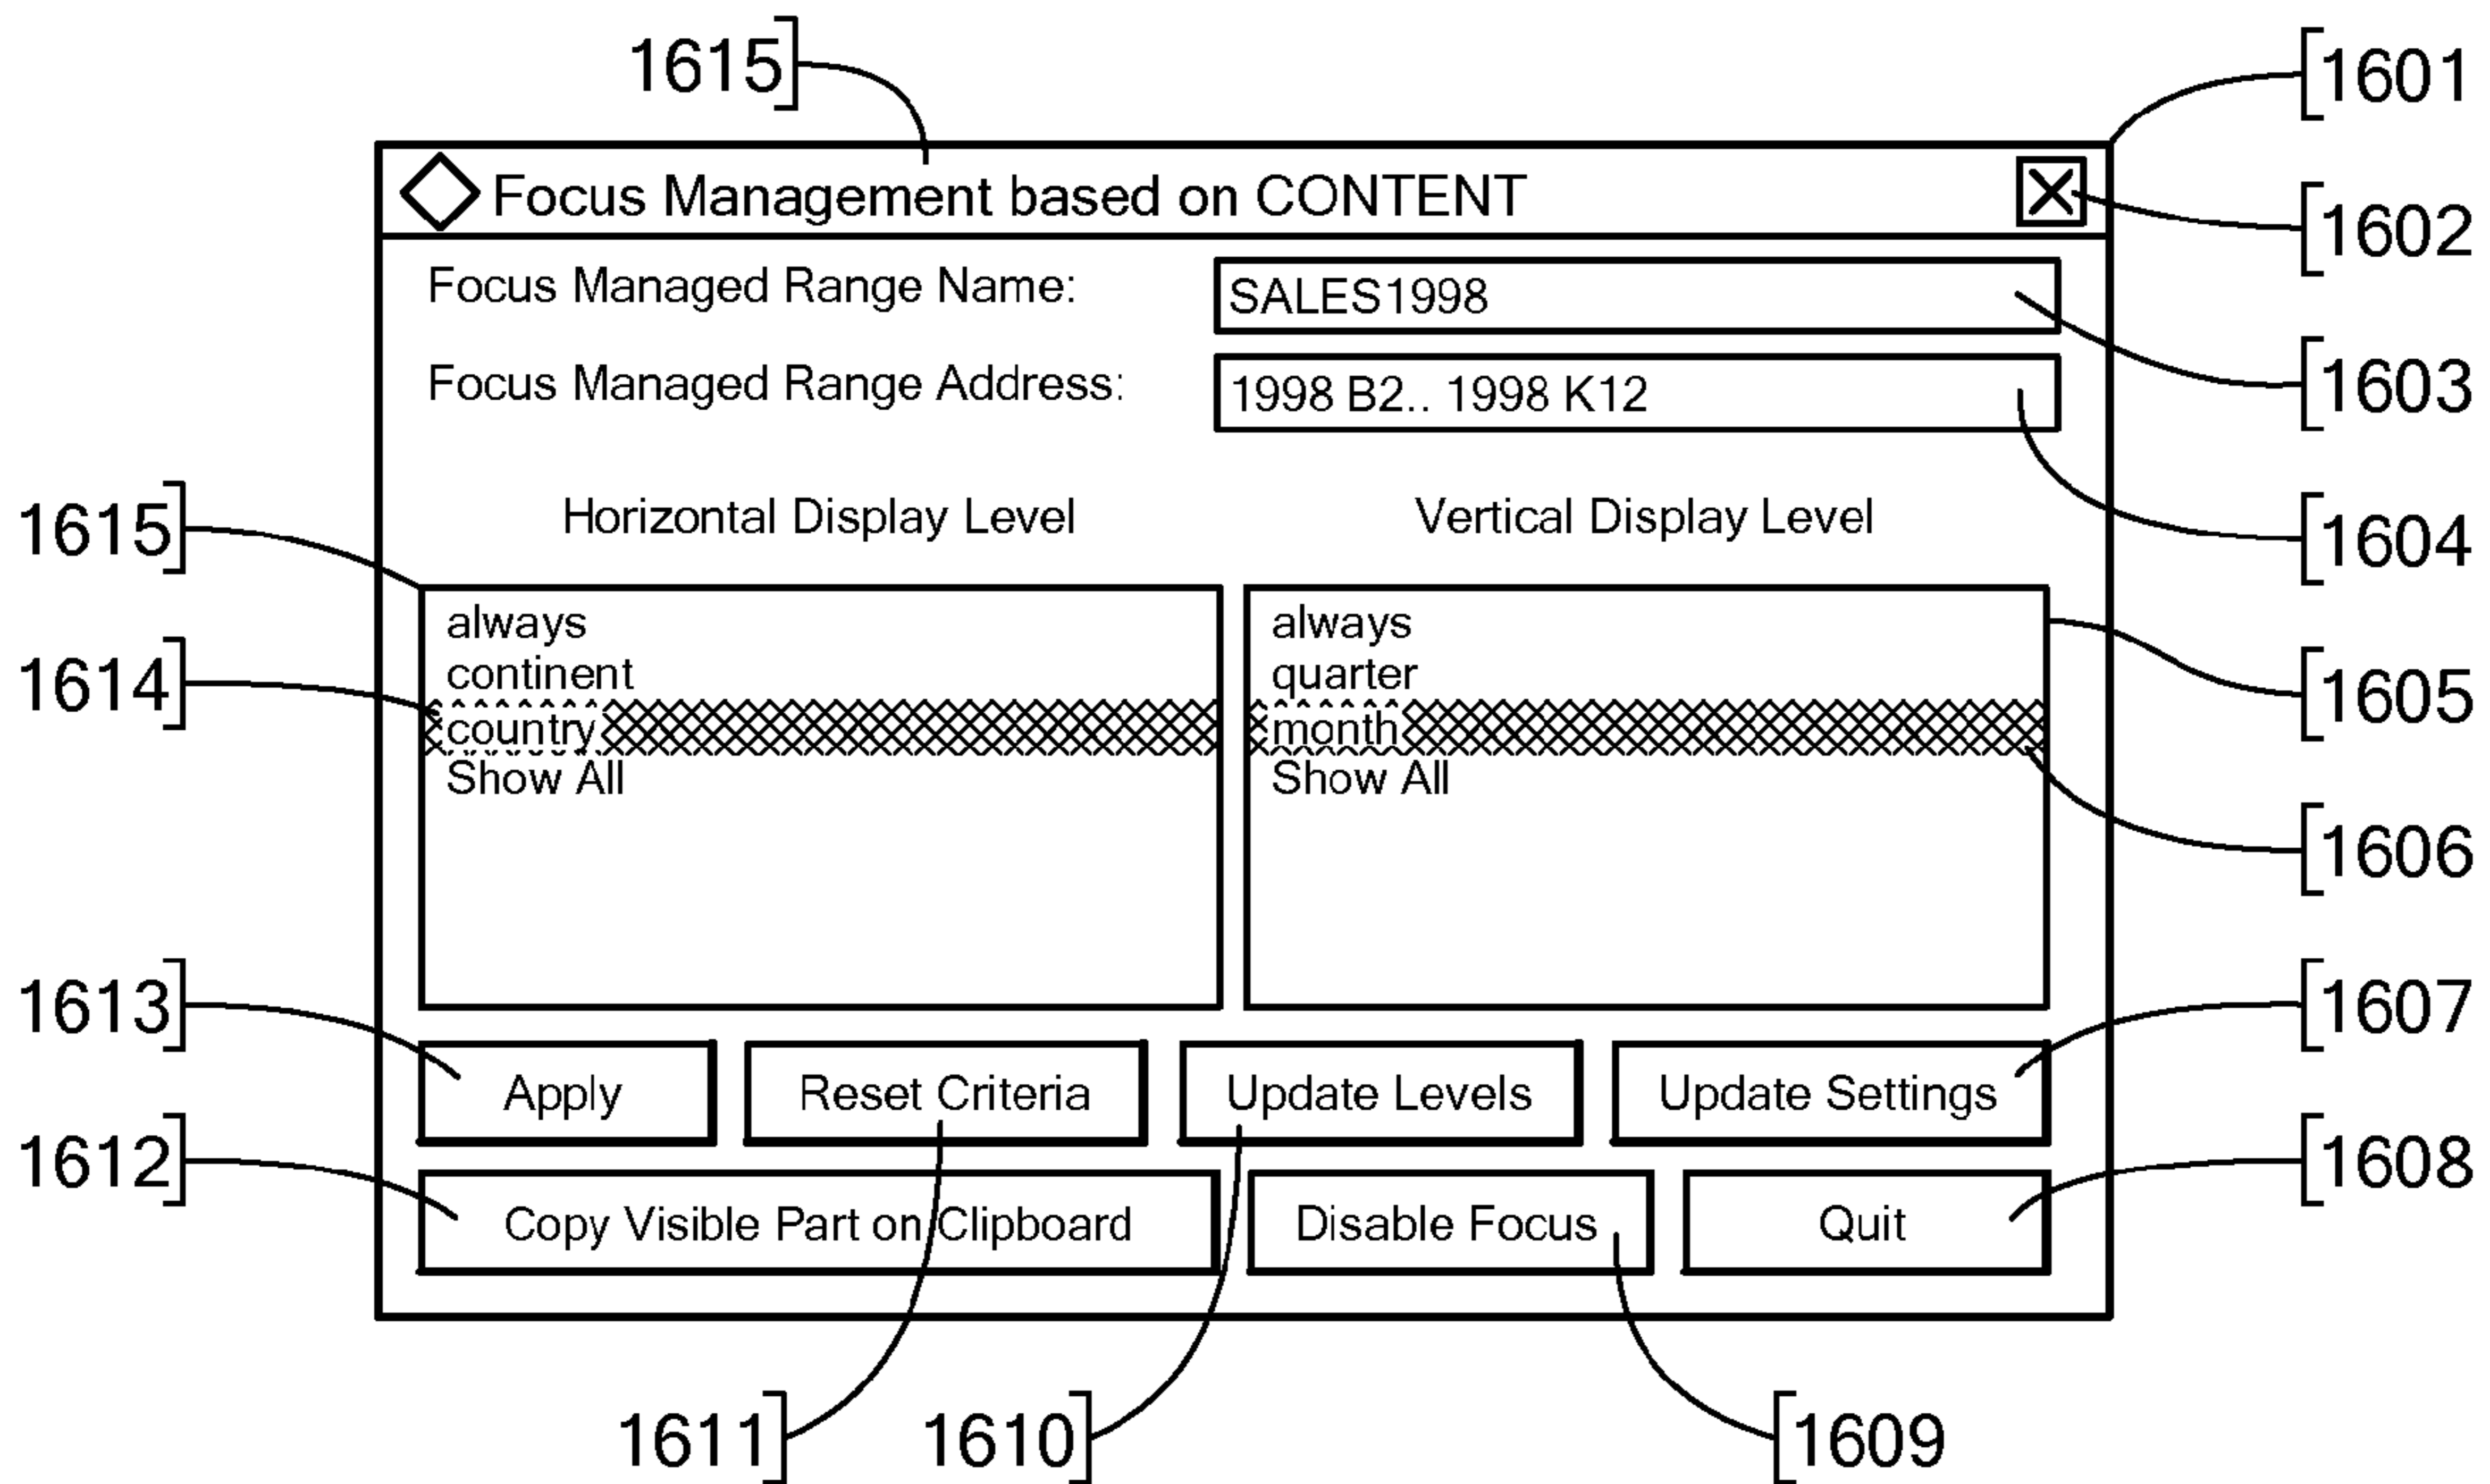 1615
1601
Focus Management based on CONTENT
1602
Focus Managed Range Name: SALES1998
1603
Focus Managed Range Address: 1998 B2.. 1998 K12
1604
Horizontal Display Level
Vertical Display Level
1615
always
continent
country
Show All
1614
always
quarter
month
Show All
1605
1606
1613
Apply
Reset Criteria
Update Levels
Update Settings
1607
1612
Copy Visible Part on Clipboard
Disable Focus
Quit
1608
1611
1610
1609